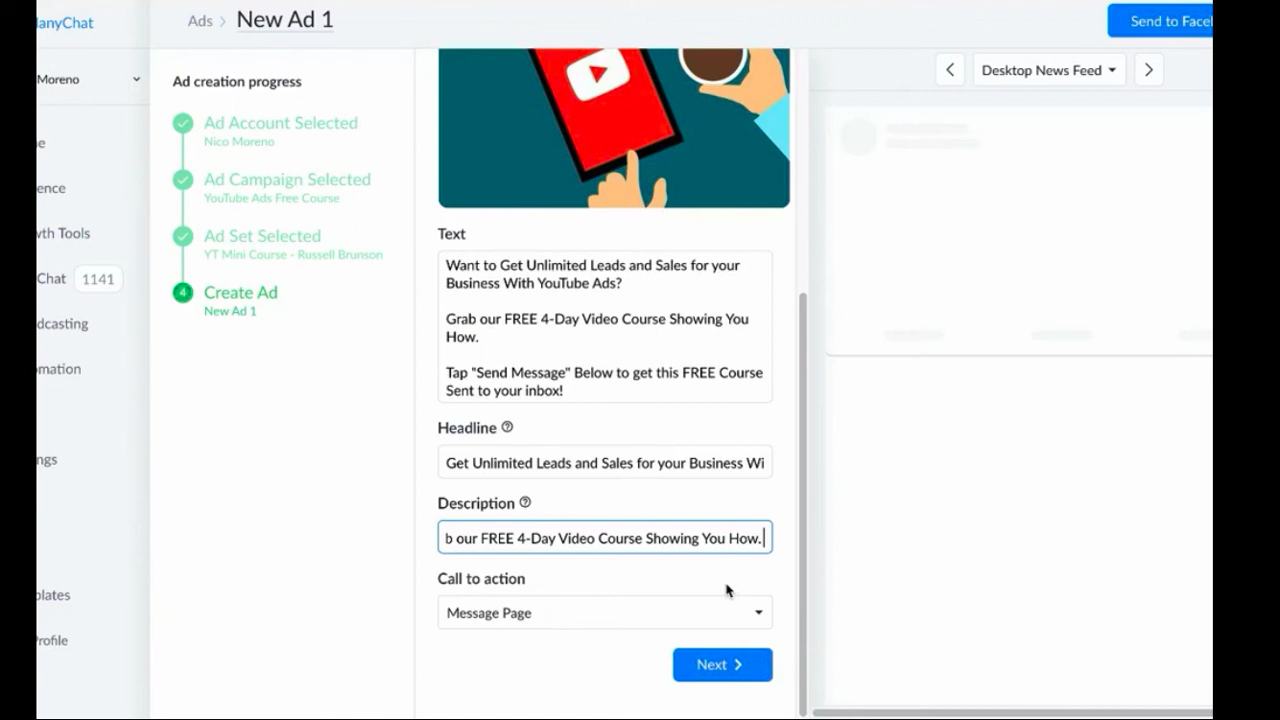 anyChat
Ads > New Ad 1
Send to Face
Moreno
Ad creation progress
Desktop News Feed
Ad Account Selected
Nico Moreno
Ad Campaign Selected
YouTube Ads Free Course
Ad Set Selected
YT Mini Course - Russell Brunson
4 Create Ad
New Ad 1
e
ence
wth Tools
Chat 1141
dcasting
mation
ngs
plates
Profile
Text
Want to Get Unlimited Leads and Sales for your
Business With YouTube Ads?
Grab our FREE 4-Day Video Course Showing You
How.
Tap "Send Message" Below to get this FREE Course
Sent to your inbox!
Headline
Get Unlimited Leads and Sales for your Business Wi
Description
b our FREE 4-Day Video Course Showing You How.
Call to action
Message Page
Next >